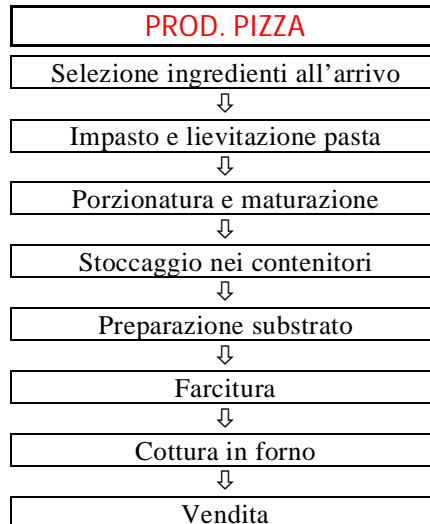 PROD. PIZZA
Selezione ingredienti all'arrivo
Impasto e lievitazione pasta
Porzionatura e maturazione
Stoccaggio nei contenitori
Preparazione substrato
Farcitura
Cottura in forno
Vendita